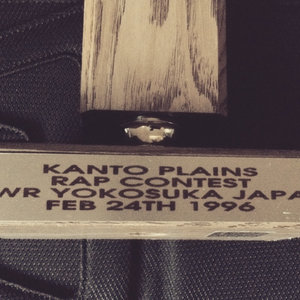 KANTO PLAINS
RAP CONTEST
WR YOKOSUKA JAPA
FEB 24TH 1996